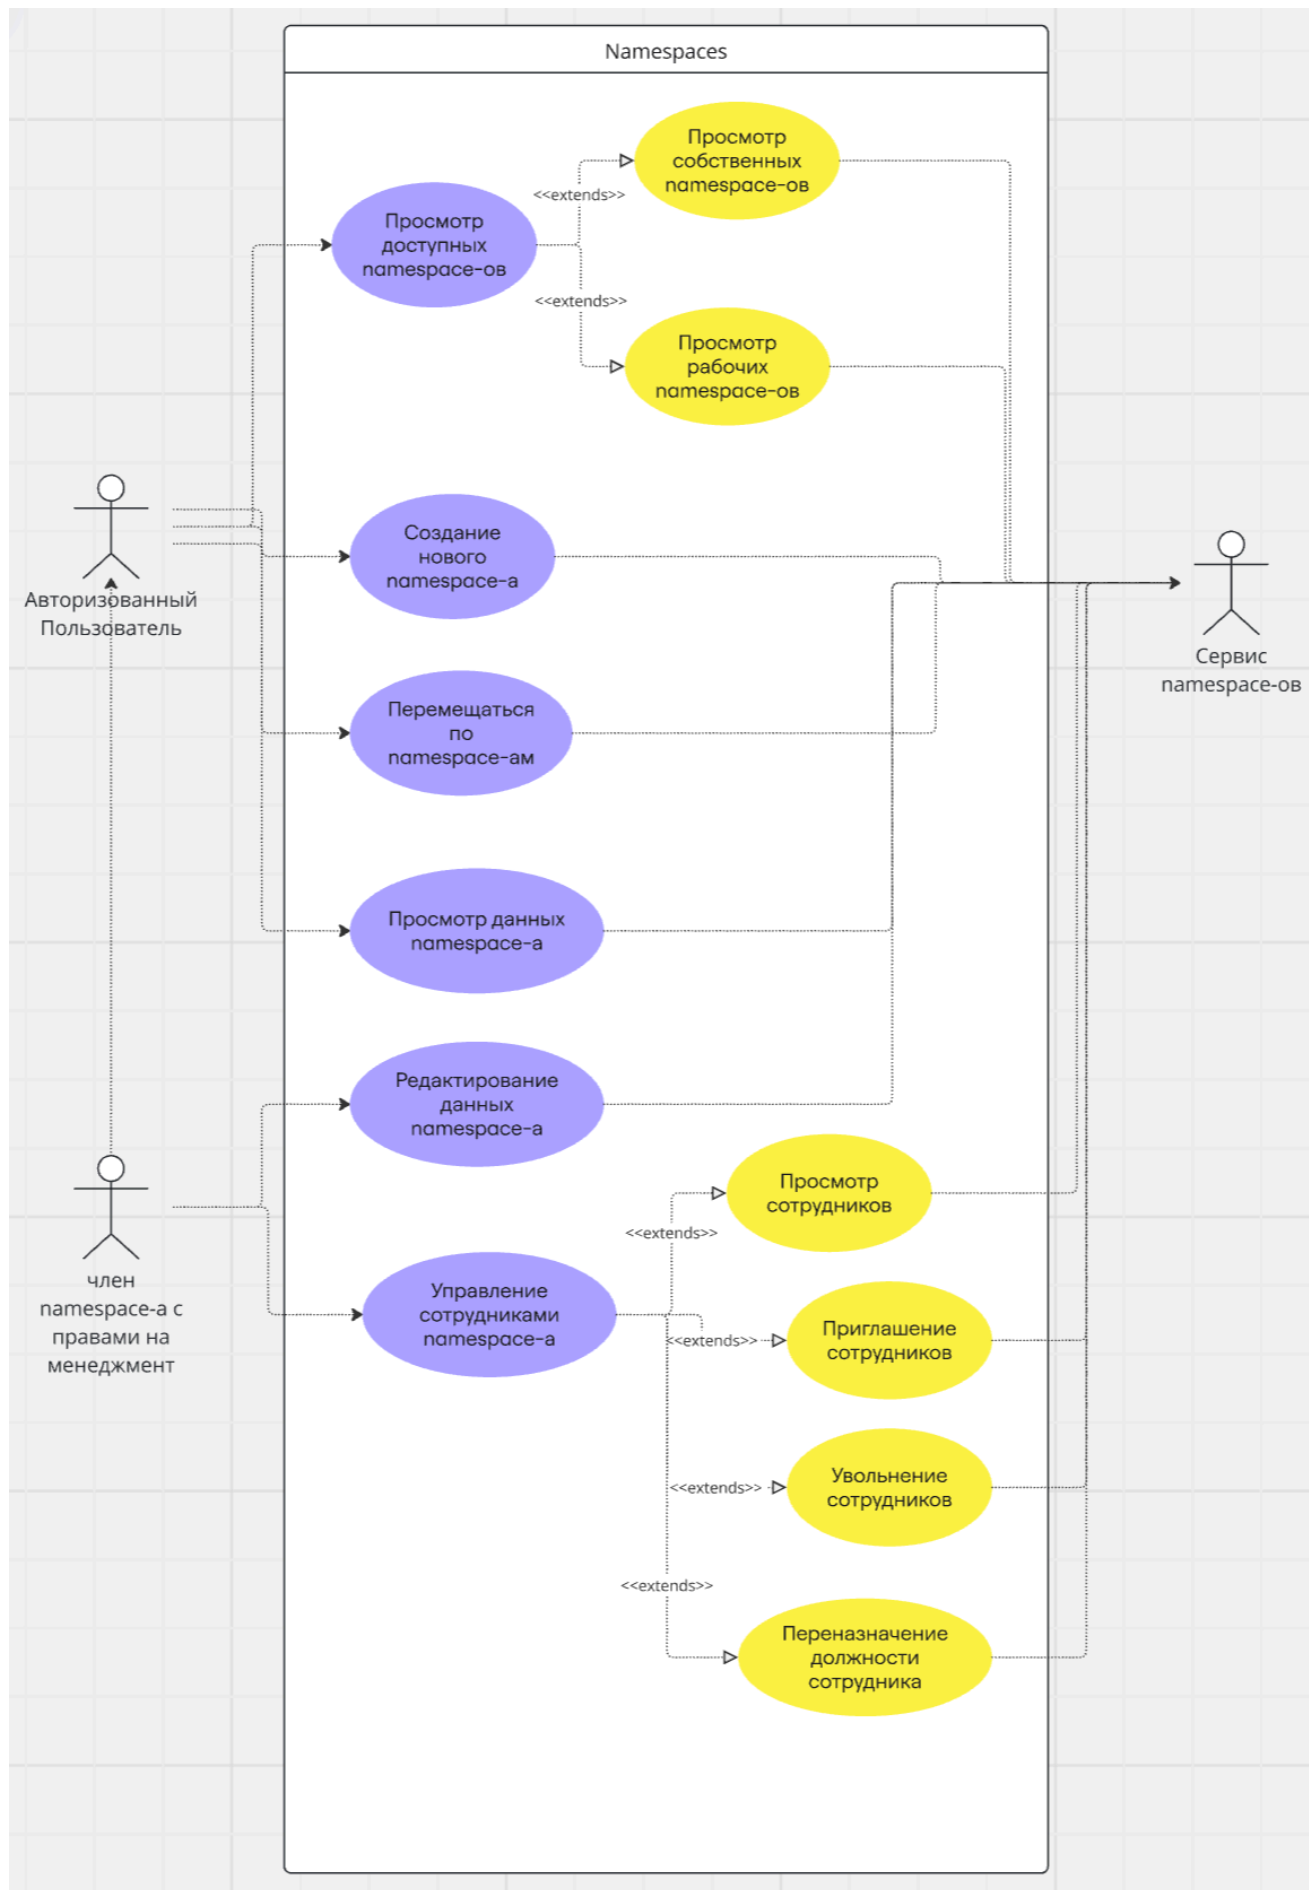 Namespaces
Просмотр
собственных
namespace-ов
<<extends>>
Просмотр
доступных
namespace-ов
<<extends>>
Просмотр
рабочих
namespace-ов
Создание
нового
namespace-а
Авторизованный
Пользователь
Сервис
namespace-ов
Перемещаться
по
namespace-ам
Просмотр данных
namespace-а
Редактирование
данных
namespace-а
Просмотр
сотрудников
<<extends>>
член
namespace-а с
правами на
менеджмент
Управление
сотрудниками
namespace-а
<<extends>>
Приглашение
сотрудников
<<extends>>
Увольнение
сотрудников
<<extends>>
Переназначение
должности
сотрудника